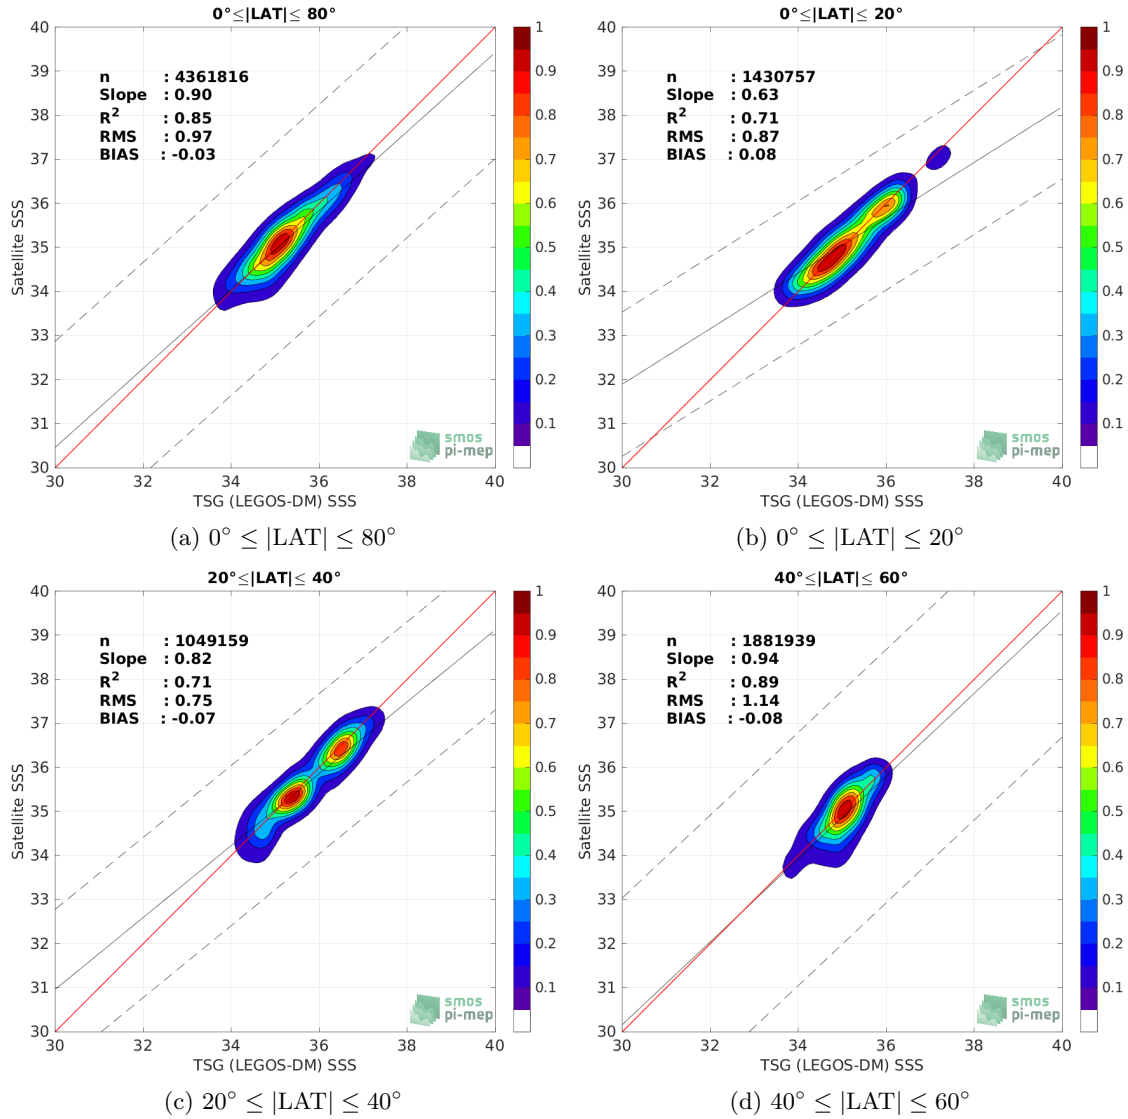 0°≤|LAT|≤ 80°
40
39
38
37
36
35
34
33
32
31
30
Satellite SSS
n : 4361816
Slope : 0.90
R² : 0.85
RMS : 0.97
BIAS : -0.03
smos
pi-mep
30 32 34 36 38 40
TSG (LEGOS-DM) SSS
1
0.9
0.8
0.7
0.6
0.5
0.4
0.3
0.2
0.1
(a) 0° ≤ |LAT| ≤ 80°
0°≤|LAT|≤ 20°
40
39
38
37
36
35
34
33
32
31
30
Satellite SSS
n : 1430757
Slope : 0.63
R² : 0.71
RMS : 0.87
BIAS : 0.08
smos
pi-mep
30 32 34 36 38 40
TSG (LEGOS-DM) SSS
1
0.9
0.8
0.7
0.6
0.5
0.4
0.3
0.2
0.1
(b) 0° ≤ |LAT| ≤ 20°
20°≤|LAT|≤ 40°
40
39
38
37
36
35
34
33
32
31
30
Satellite SSS
n : 1049159
Slope : 0.82
R² : 0.71
RMS : 0.75
BIAS : -0.07
smos
pi-mep
30 32 34 36 38 40
TSG (LEGOS-DM) SSS
1
0.9
0.8
0.7
0.6
0.5
0.4
0.3
0.2
0.1
(c) 20° ≤ |LAT| ≤ 40°
40°≤|LAT|≤ 60°
40
39
38
37
36
35
34
33
32
31
30
Satellite SSS
n : 1881939
Slope : 0.94
R² : 0.89
RMS : 1.14
BIAS : -0.08
smos
pi-mep
30 32 34 36 38 40
TSG (LEGOS-DM) SSS
1
0.9
0.8
0.7
0.6
0.5
0.4
0.3
0.2
0.1
(d) 40° ≤ |LAT| ≤ 60°